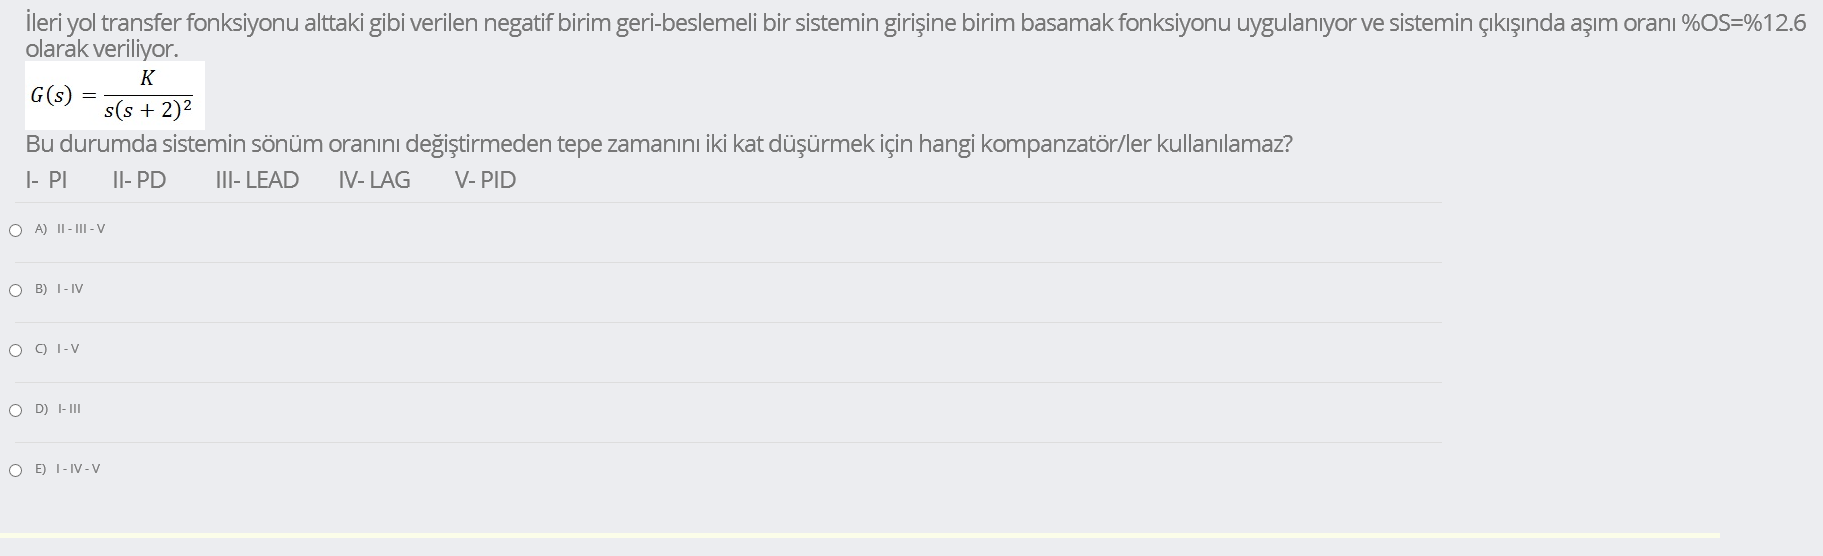 İleri yol transfer fonksiyonu alttaki gibi verilen negatif birim geri-beslemeli bir sistemin girişine birim basamak fonksiyonu uygulanıyor ve sistemin çıkışında aşım oranı %OS=%12.6
olarak veriliyor.
G(s) = K / s(s + 2)²
Bu durumda sistemin sönüm oranını değiştirmeden tepe zamanını iki kat düşürmek için hangi kompanzatör/ler kullanılamaz?
I- PI II- PD III- LEAD IV- LAG V- PID
A) II - III - V
B) I - IV
C) I - V
D) I- III
E) I - IV - V